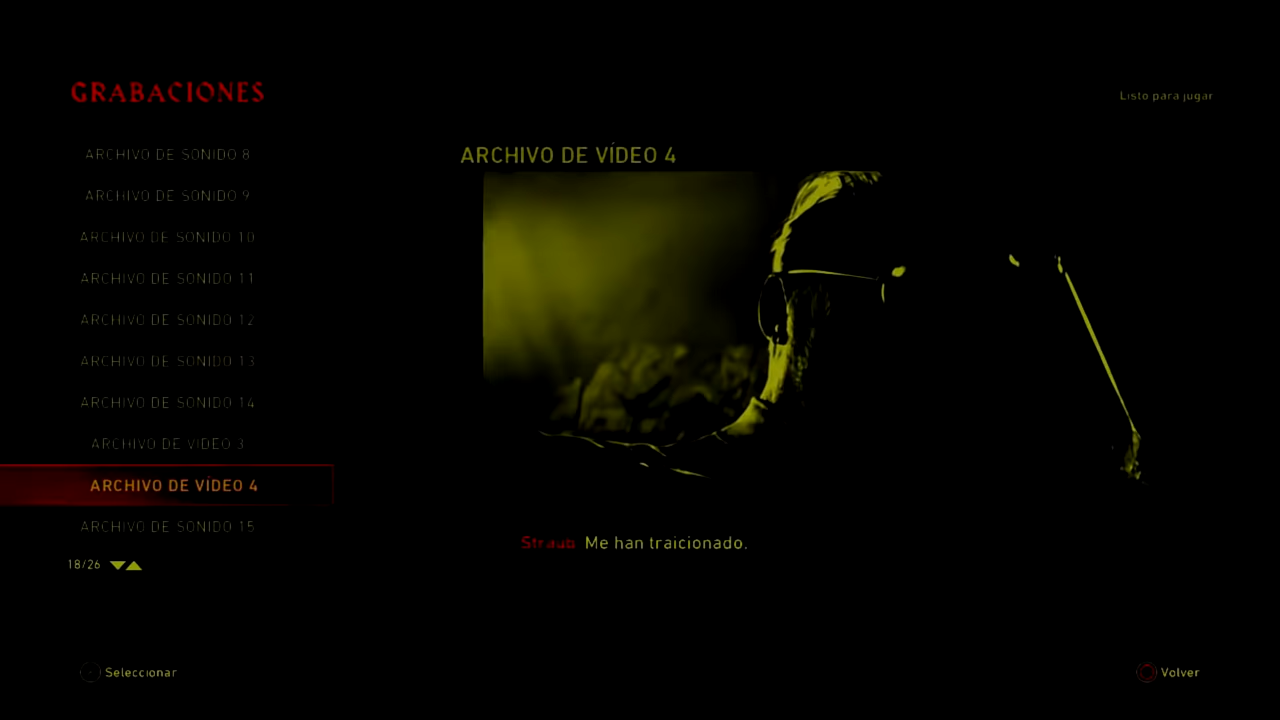 GRABACIONES
Listo para jugar
ARCHIVO DE SONIDO 8
ARCHIVO DE SONIDO 9
ARCHIVO DE SONIDO 10
ARCHIVO DE SONIDO 11
ARCHIVO DE SONIDO 12
ARCHIVO DE SONIDO 13
ARCHIVO DE SONIDO 14
ARCHIVO DE VÍDEO 3
ARCHIVO DE VÍDEO 4
ARCHIVO DE SONIDO 15
18/26
ARCHIVO DE VÍDEO 4
Straub Me han traicionado.
Seleccionar
Volver